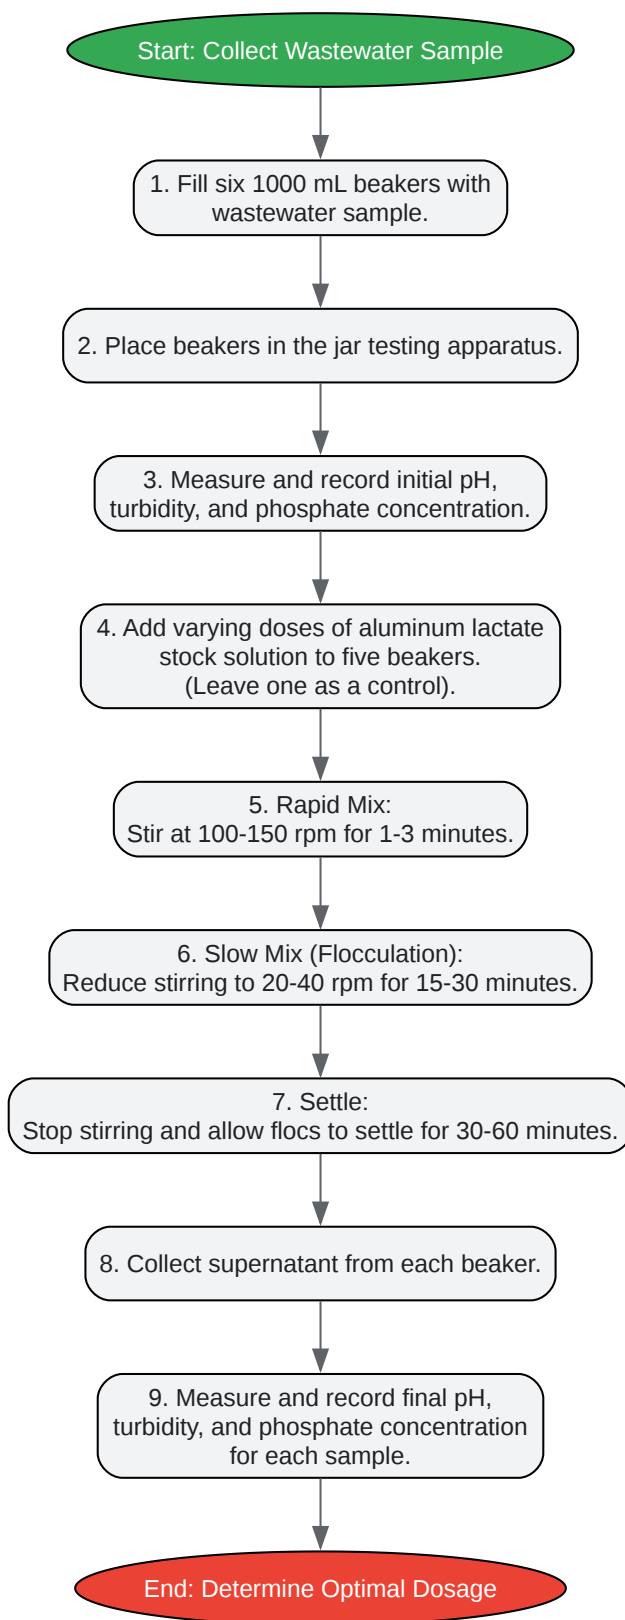 Start: Collect Wastewater Sample
1. Fill six 1000 mL beakers with
wastewater sample.
2. Place beakers in the jar testing apparatus.
3. Measure and record initial pH,
turbidity, and phosphate concentration.
4. Add varying doses of aluminum lactate
stock solution to five beakers.
(Leave one as a control).
5. Rapid Mix:
Stir at 100-150 rpm for 1-3 minutes.
6. Slow Mix (Flocculation):
Reduce stirring to 20-40 rpm for 15-30 minutes.
7. Settle:
Stop stirring and allow flocs to settle for 30-60 minutes.
8. Collect supernatant from each beaker.
9. Measure and record final pH,
turbidity, and phosphate concentration
for each sample.
End: Determine Optimal Dosage